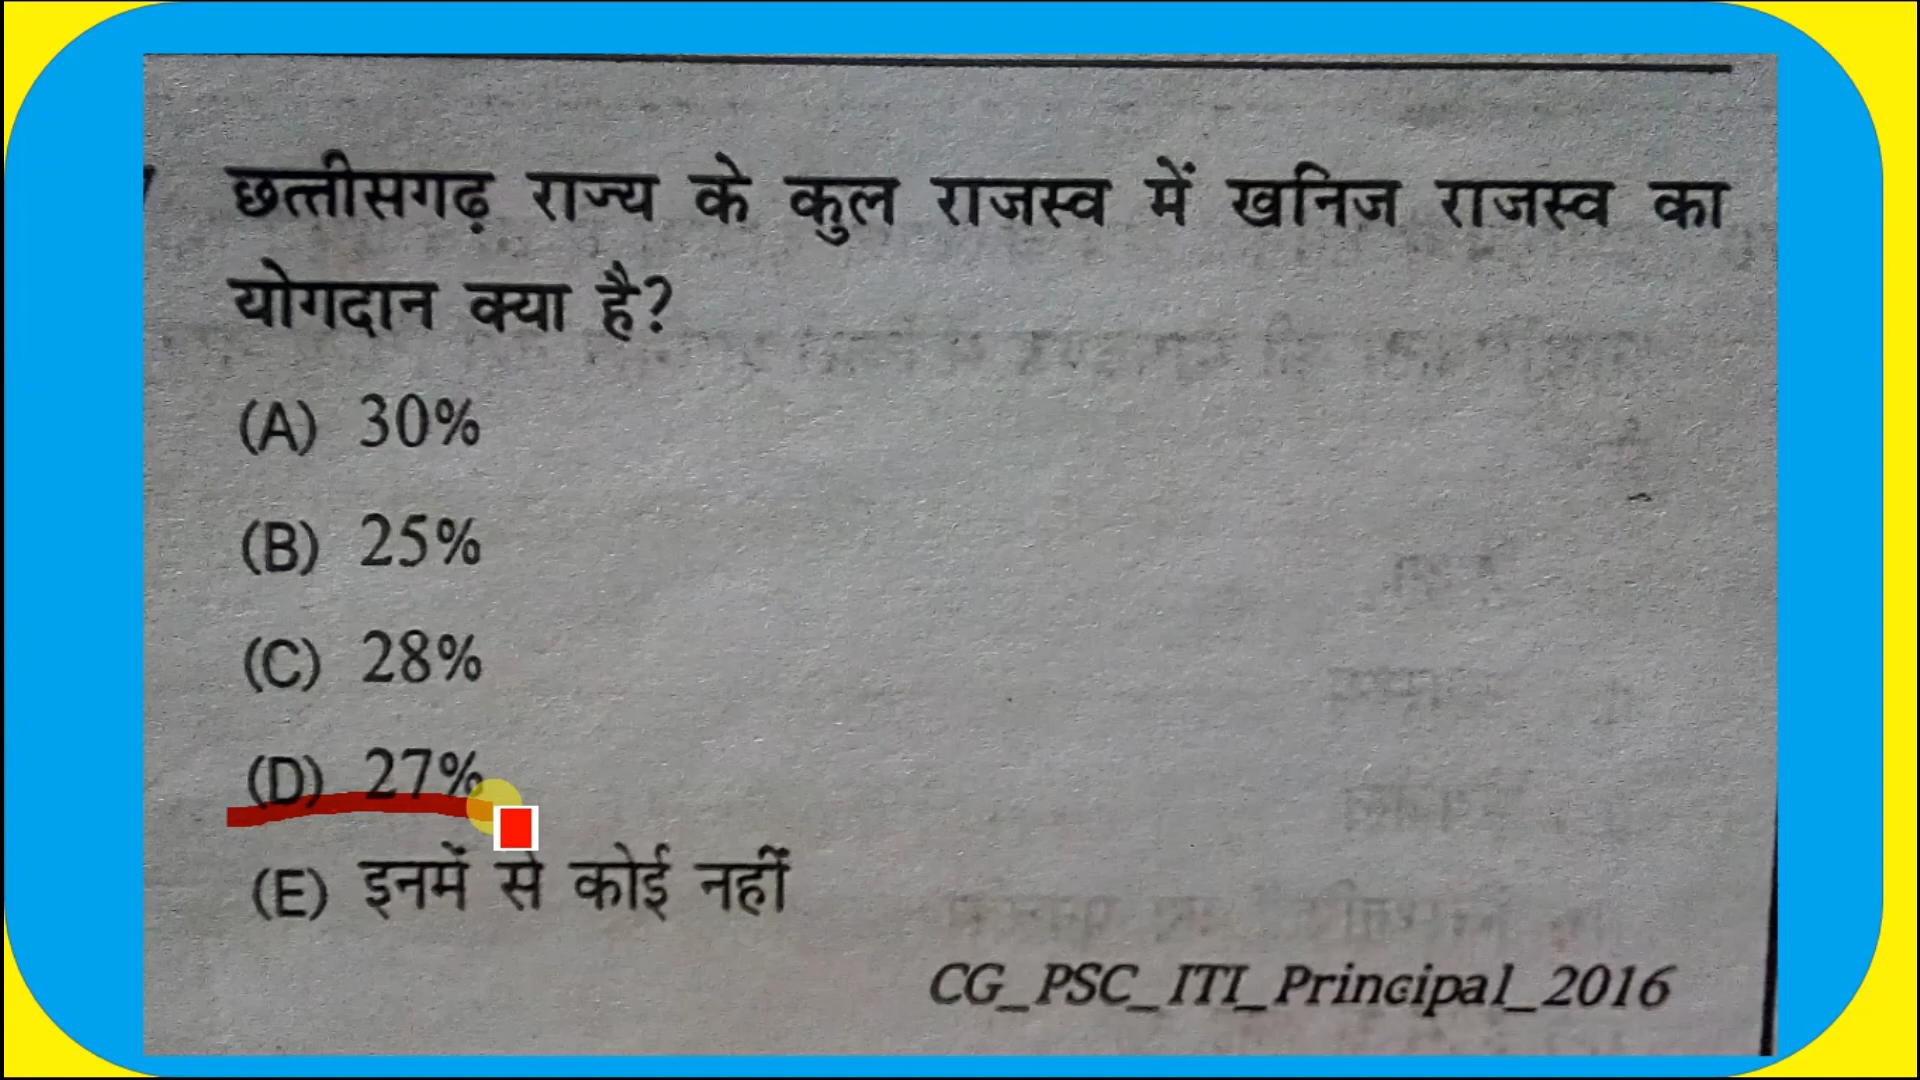 छत्तीसगढ़ राज्य के कुल राजस्व में खनिज राजस्व का
योगदान क्या है?
(A) 30%
(B) 25%
(C) 28%
(D) 27%
(E) इनमें से कोई नहीं
CG_PSC_ITI_Principal_2016